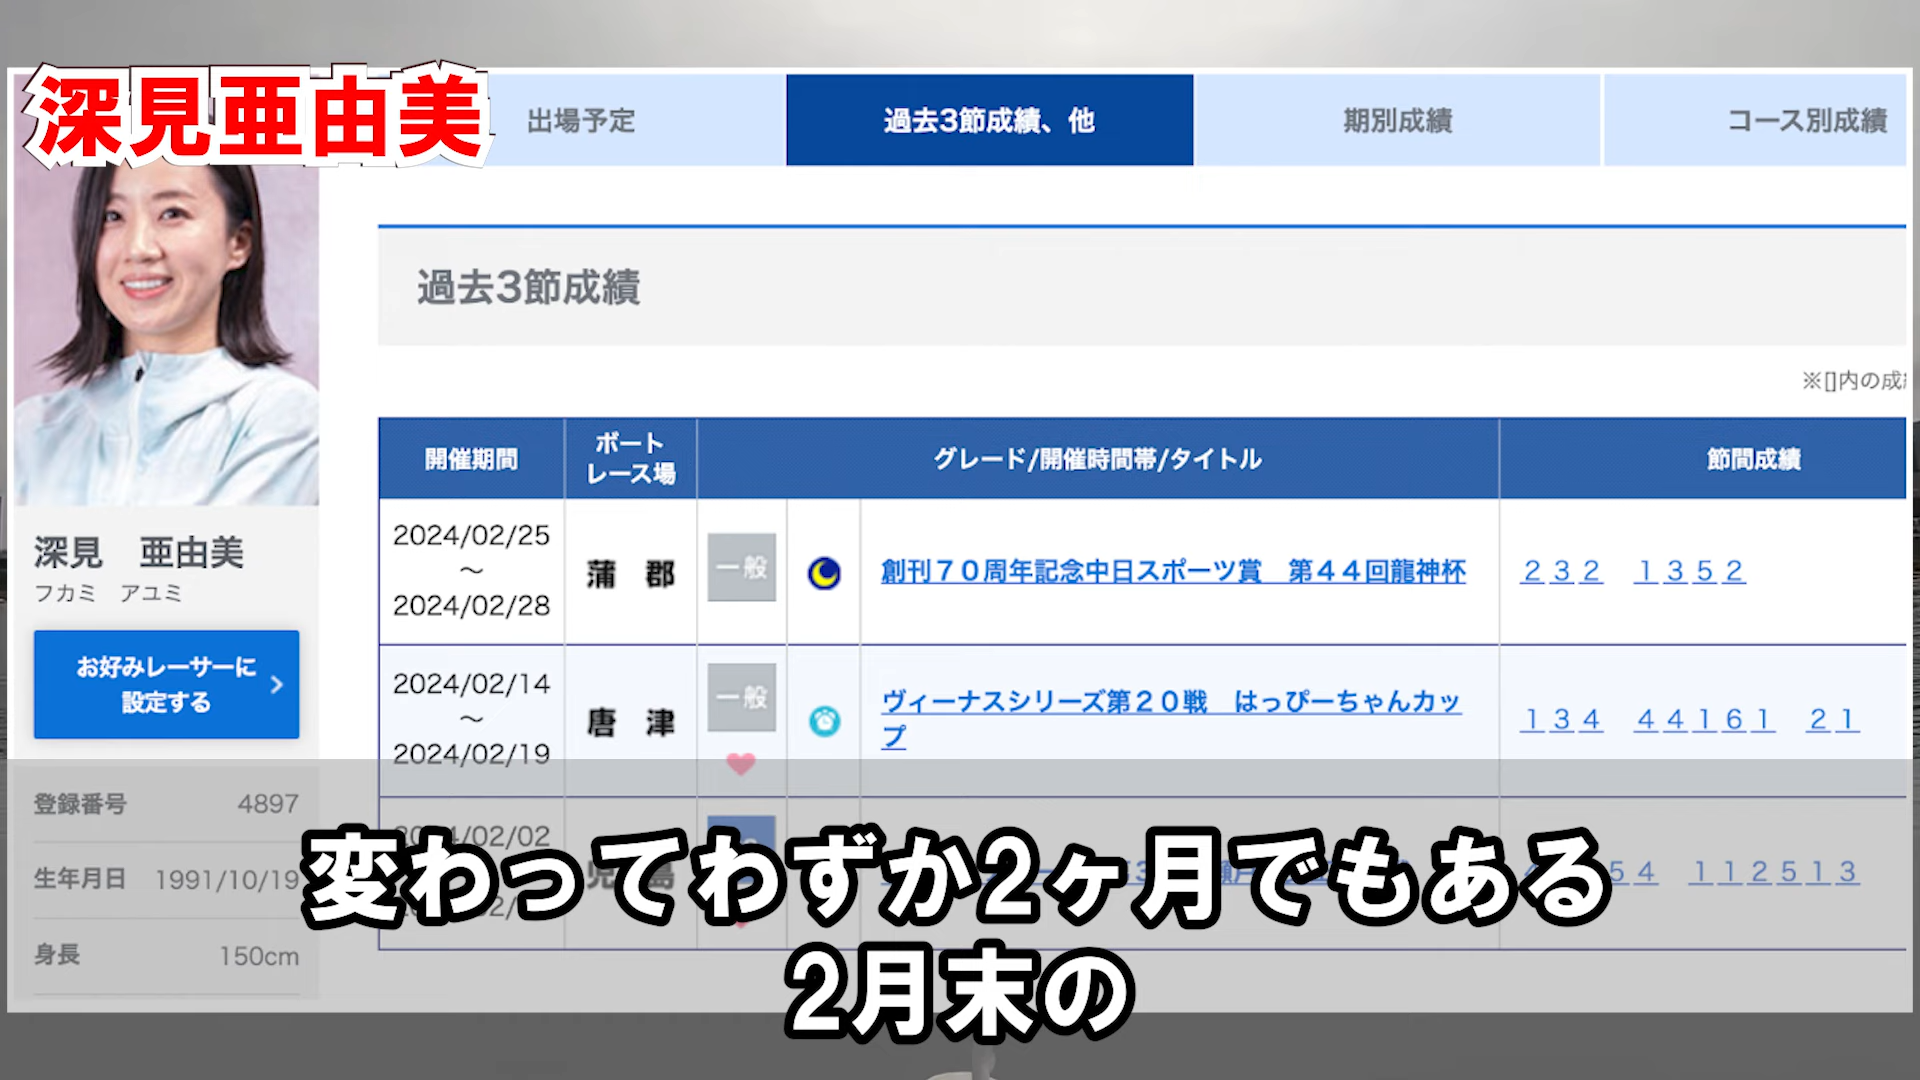 深見亜由美
出場予定
過去3節成績、他
期別成績
コース別成績
過去3節成績
※[]内の成
開催期間
ボート
レース場
グレード/開催時間帯/タイトル
節間成績
2024/02/25
～
2024/02/28
蒲 郡
一般
創刊７０周年記念中日スポーツ賞　第４４回龍神杯
２３２　１３５２
2024/02/14
～
2024/02/19
唐 津
一般
ヴィーナスシリーズ第２０戦　はっぴーちゃんカッ
プ
１３４　４４１６１　２１
深見　亜由美
フカミ　アユミ
お好みレーサーに
設定する
登録番号 4897
生年月日 1991/10/19
身長 150cm
５４　１１２５１３
変わってわずか2ヶ月でもある
2月末の